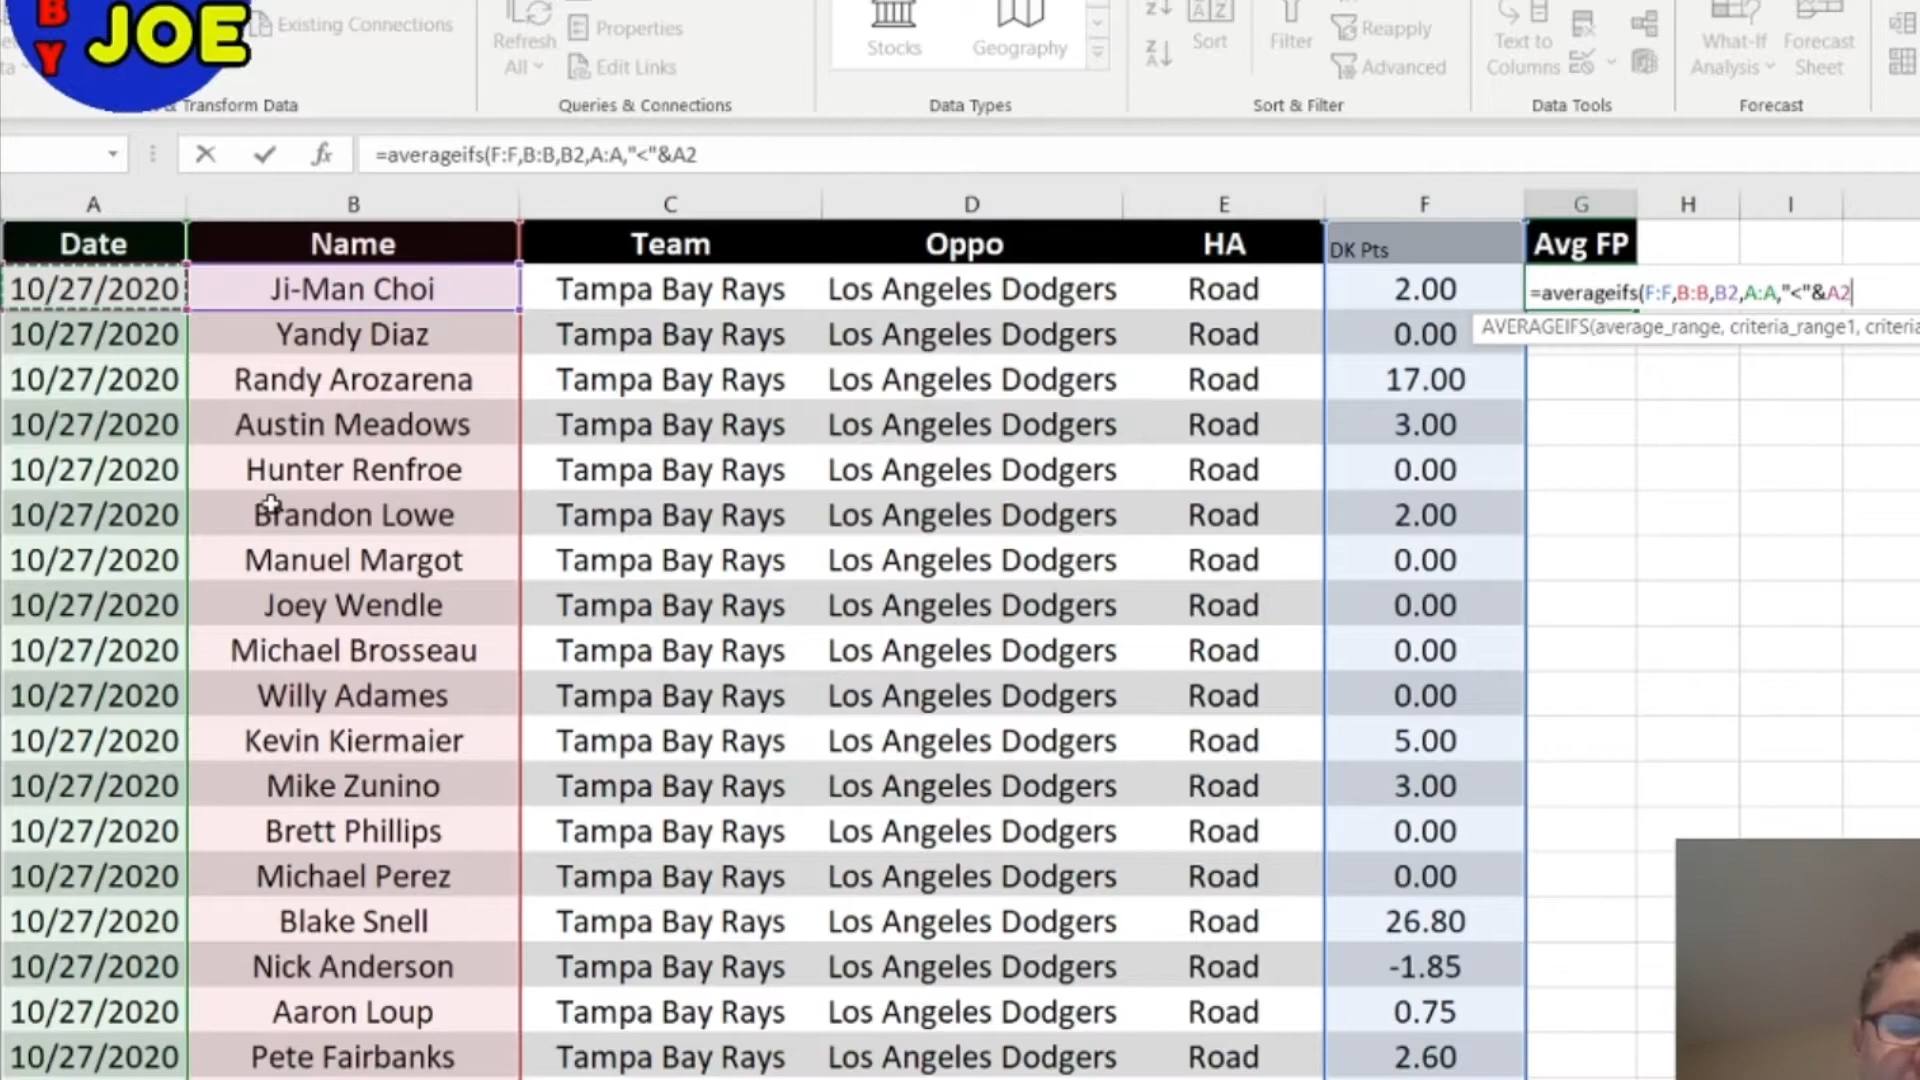 B
Y
JOE
Existing Connections
Refresh
All
Properties
Edit Links
Stocks
Geography
Sort
Filter
Reapply
Advanced
Text to
Columns
What-If
Analysis
Forecast
Sheet
& Transform Data
Queries & Connections
Data Types
Sort & Filter
Data Tools
Forecast
fx =averageifs(F:F,B:B,B2,A:A,"<"&A2
A B C D E F G H I
Date Name Team Oppo HA DK Pts Avg FP
10/27/2020 Ji-Man Choi Tampa Bay Rays Los Angeles Dodgers Road 2.00 =averageifs(F:F,B:B,B2,A:A,"<"&A2
AVERAGEIFS(average_range, criteria_range1, criteria
10/27/2020 Yandy Diaz Tampa Bay Rays Los Angeles Dodgers Road 0.00
10/27/2020 Randy Arozarena Tampa Bay Rays Los Angeles Dodgers Road 17.00
10/27/2020 Austin Meadows Tampa Bay Rays Los Angeles Dodgers Road 3.00
10/27/2020 Hunter Renfroe Tampa Bay Rays Los Angeles Dodgers Road 0.00
10/27/2020 Brandon Lowe Tampa Bay Rays Los Angeles Dodgers Road 2.00
10/27/2020 Manuel Margot Tampa Bay Rays Los Angeles Dodgers Road 0.00
10/27/2020 Joey Wendle Tampa Bay Rays Los Angeles Dodgers Road 0.00
10/27/2020 Michael Brosseau Tampa Bay Rays Los Angeles Dodgers Road 0.00
10/27/2020 Willy Adames Tampa Bay Rays Los Angeles Dodgers Road 0.00
10/27/2020 Kevin Kiermaier Tampa Bay Rays Los Angeles Dodgers Road 5.00
10/27/2020 Mike Zunino Tampa Bay Rays Los Angeles Dodgers Road 3.00
10/27/2020 Brett Phillips Tampa Bay Rays Los Angeles Dodgers Road 0.00
10/27/2020 Michael Perez Tampa Bay Rays Los Angeles Dodgers Road 0.00
10/27/2020 Blake Snell Tampa Bay Rays Los Angeles Dodgers Road 26.80
10/27/2020 Nick Anderson Tampa Bay Rays Los Angeles Dodgers Road -1.85
10/27/2020 Aaron Loup Tampa Bay Rays Los Angeles Dodgers Road 0.75
10/27/2020 Pete Fairbanks Tampa Bay Rays Los Angeles Dodgers Road 2.60